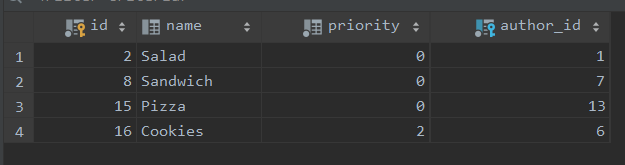 id name priority author_id
1 2 Salad 0 1
2 8 Sandwich 0 7
3 15 Pizza 0 13
4 16 Cookies 2 6